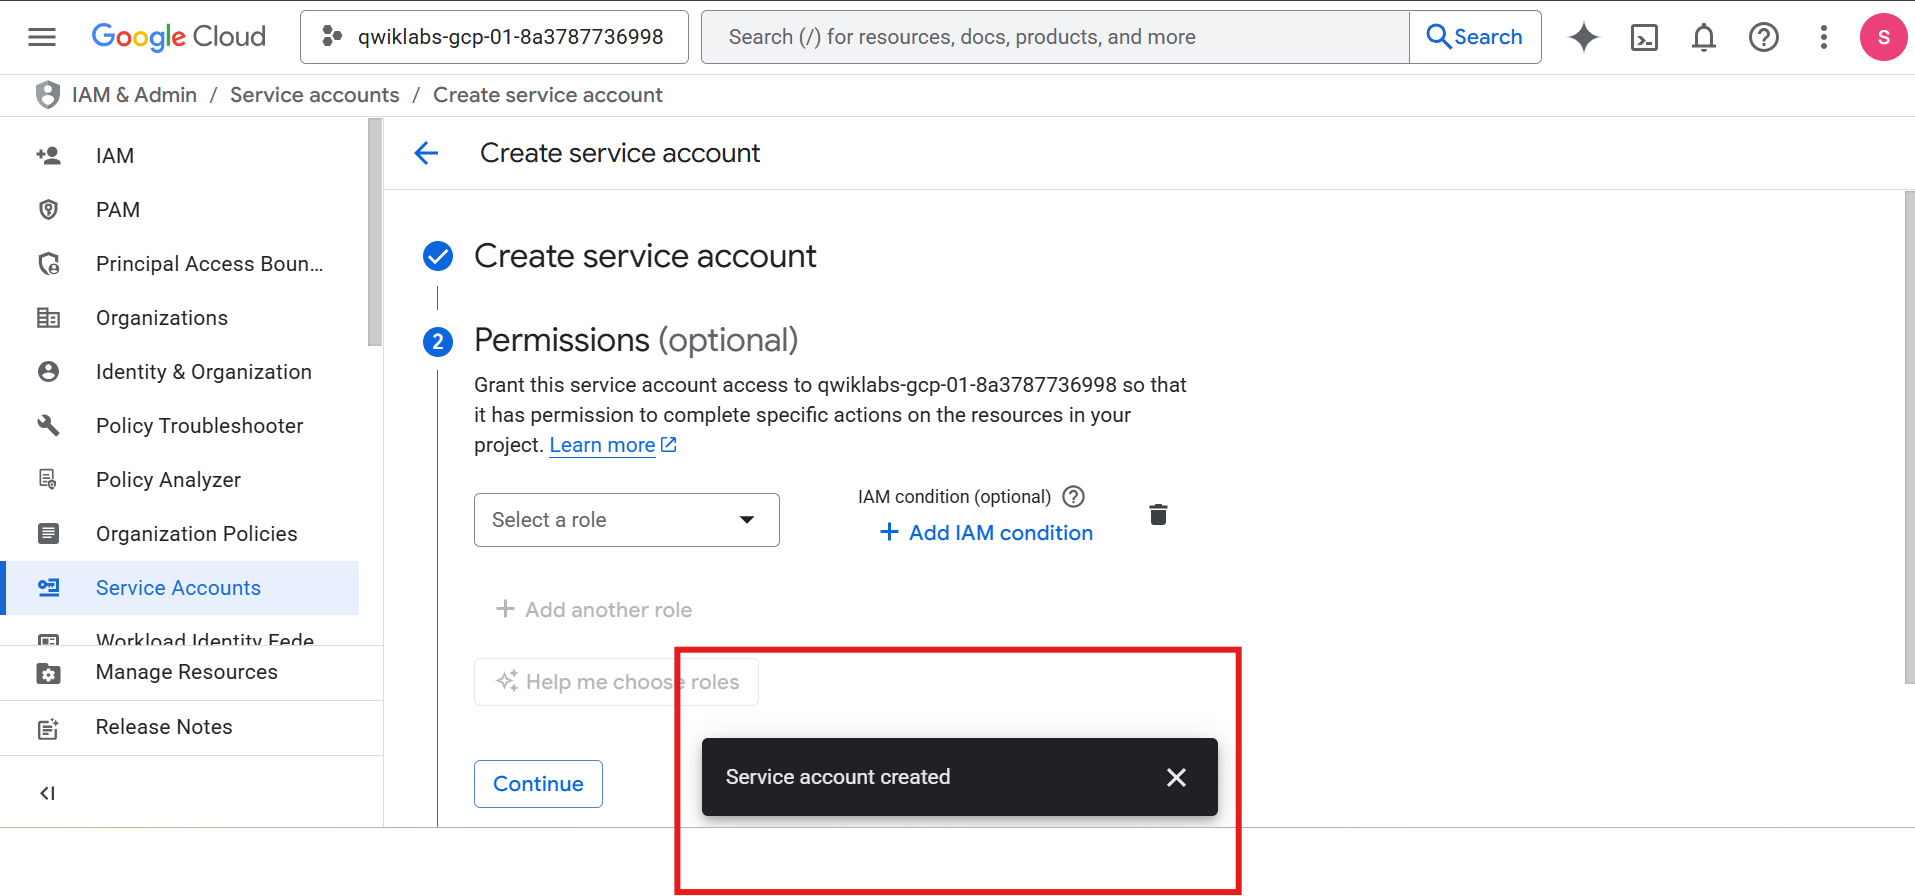 Google Cloud
qwiklabs-gcp-01-8a3787736998
Search (/) for resources, docs, products, and more
Search
S
IAM & Admin / Service accounts / Create service account
IAM
PAM
Principal Access Boun...
Organizations
Identity & Organization
Policy Troubleshooter
Policy Analyzer
Organization Policies
Service Accounts
Workload Identity Fede
Manage Resources
Release Notes
Create service account
Create service account
2 Permissions (optional)
Grant this service account access to qwiklabs-gcp-01-8a3787736998 so that
it has permission to complete specific actions on the resources in your
project. Learn more
Select a role
IAM condition (optional)
+ Add IAM condition
+ Add another role
Help me choose roles
Continue
Service account created